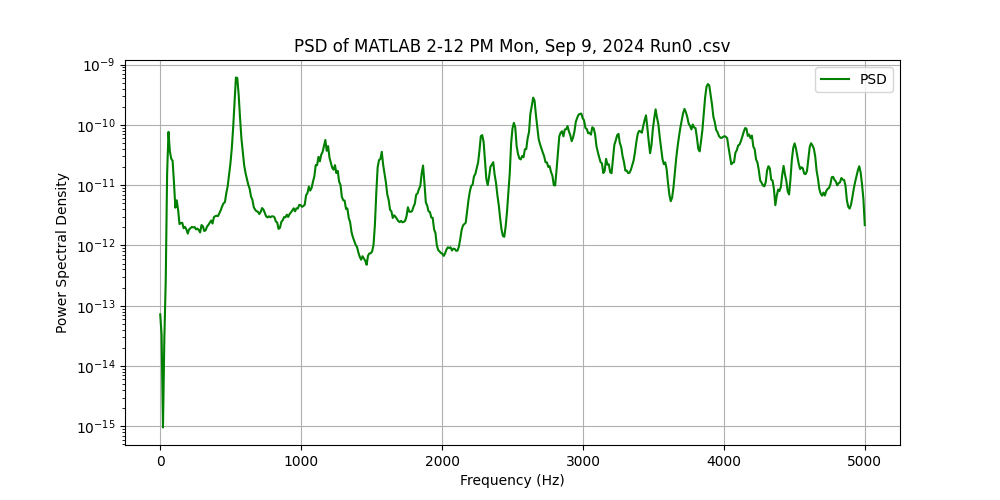 PSD of MATLAB 2-12 PM Mon, Sep 9, 2024 Run0 .csv
PSD
Power Spectral Density
10⁻⁹
10⁻¹⁰
10⁻¹¹
10⁻¹²
10⁻¹³
10⁻¹⁴
10⁻¹⁵
0 1000 2000 3000 4000 5000
Frequency (Hz)